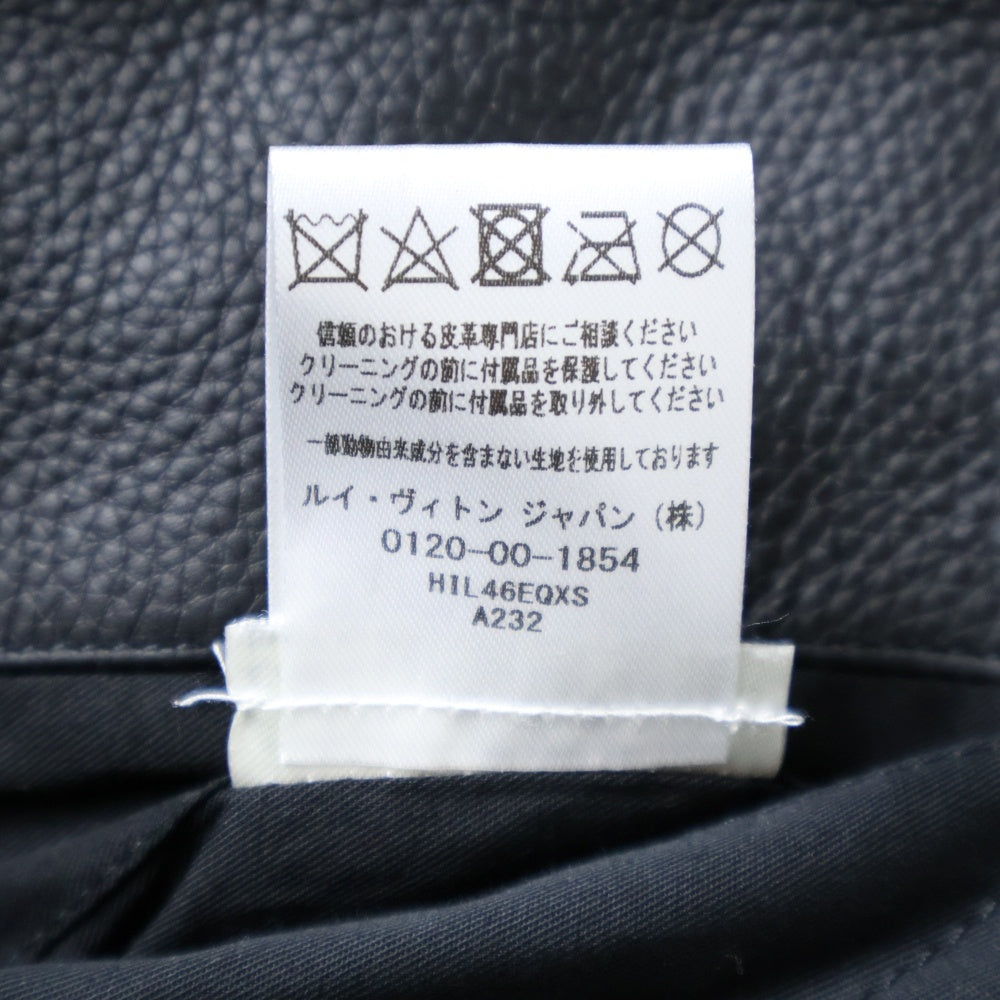 信頼のおける皮革専門店にご相談ください
クリーニングの前に付属品を保護してください
クリーニングの前に付属品を取り外してください
一部動物由来成分を含まない生地を使用しております
ルイ・ヴィトン ジャパン (株)
0120-00-1854
HIL46EQXS
A232